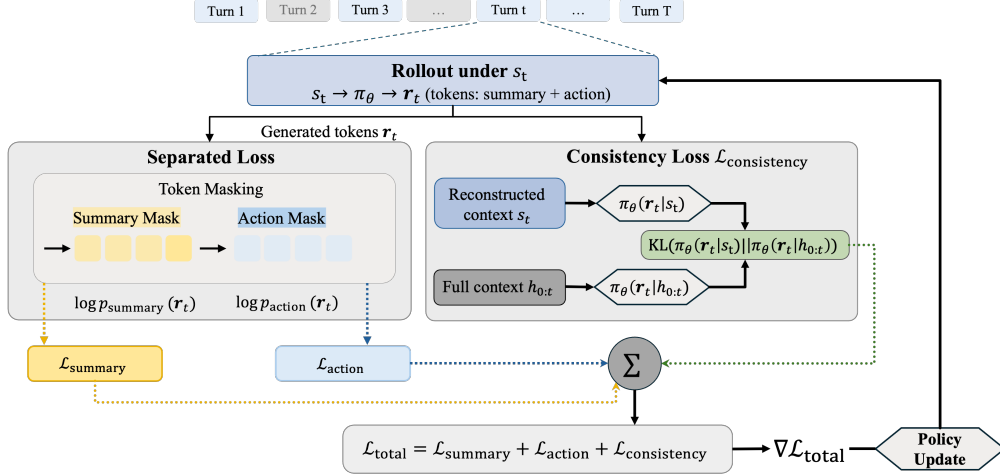 Turn 1
Turn 2
Turn 3
...
Turn t
...
Turn T
Rollout under sₜ
sₜ → π_θ → rₜ (tokens: summary + action)
Generated tokens rₜ
Separated Loss
Token Masking
Summary Mask
Action Mask
log p_summary (rₜ)
log p_action (rₜ)
Consistency Loss ℒ_consistency
Reconstructed
context sₜ
π_θ(rₜ|sₜ)
KL(π_θ(rₜ|sₜ)||π_θ(rₜ|h₀:ₜ))
Full context h₀:ₜ
π_θ(rₜ|h₀:ₜ)
ℒ_summary
ℒ_action
Σ
ℒ_total = ℒ_summary + ℒ_action + ℒ_consistency
∇ℒ_total
Policy
Update